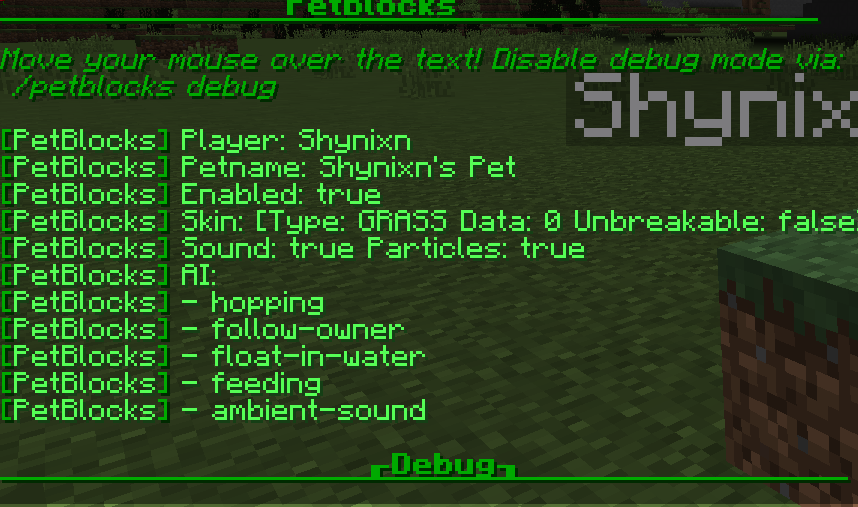 PetBlocks
Move your mouse over the text! Disable debug mode via:
/petblocks debug
Shynixn
[PetBlocks] Player: Shynixn
[PetBlocks] Petname: Shynixn's Pet
[PetBlocks] Enabled: true
[PetBlocks] Skin: [Type: GRASS Data: 0 Unbreakable: false]
[PetBlocks] Sound: true Particles: true
[PetBlocks] AI:
[PetBlocks] - hopping
[PetBlocks] - follow-owner
[PetBlocks] - float-in-water
[PetBlocks] - feeding
[PetBlocks] - ambient-sound
┌Debug┐